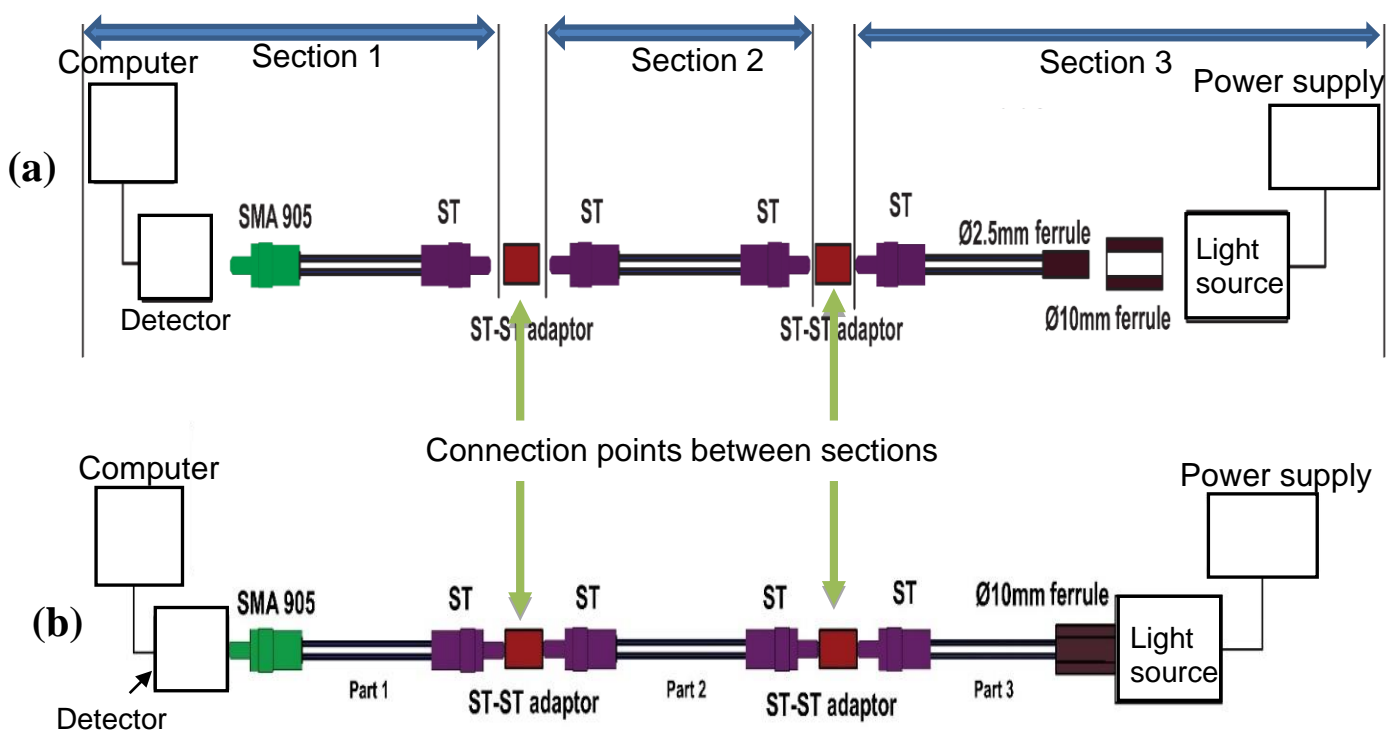 Section 1
Section 2
Section 3
Computer
Power supply
(a)
SMA 905
ST
ST
ST
ST
Ø2.5mm ferrule
Light
source
Detector
ST-ST adaptor
ST-ST adaptor
Ø10mm ferrule
Connection points between sections
Computer
Power supply
(b)
SMA 905
ST
ST
ST
ST
Ø10mm ferrule
Light
source
Part 1
Part 2
Part 3
ST-ST adaptor
ST-ST adaptor
Detector